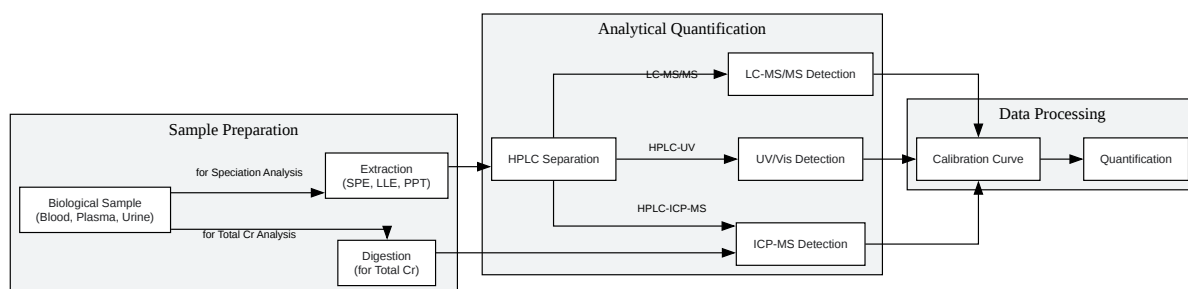 Sample Preparation
Biological Sample
(Blood, Plasma, Urine)
for Speciation Analysis
for Total Cr Analysis
Extraction
(SPE, LLE, PPT)
Digestion
(for Total Cr)
Analytical Quantification
HPLC Separation
LC-MS/MS
HPLC-UV
HPLC-ICP-MS
LC-MS/MS Detection
UV/Vis Detection
ICP-MS Detection
Data Processing
Calibration Curve
Quantification